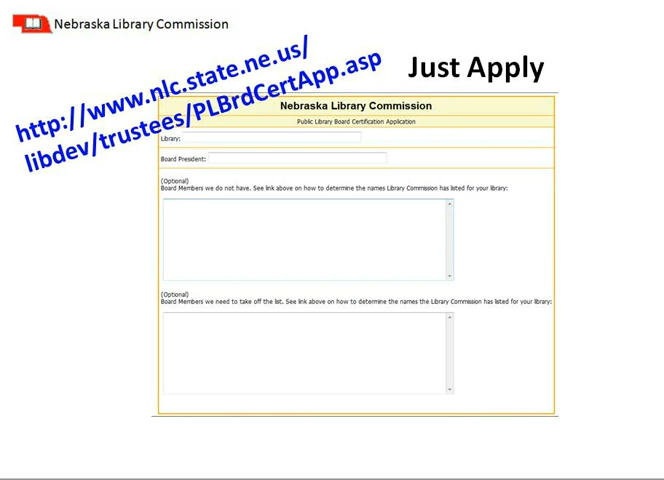 Nebraska Library Commission
http://www.nlc.state.ne.us/
libdev/trustees/PLBrdCertApp.asp
Just Apply
Nebraska Library Commission
Public Library Board Certification Application
Library:
Board President:
(Optional)
Board Members we do not have. See link above on how to determine the names Library Commission has listed for your library:
(Optional)
Board Members we need to take off the list. See link above on how to determine the names the Library Commission has listed for your library: